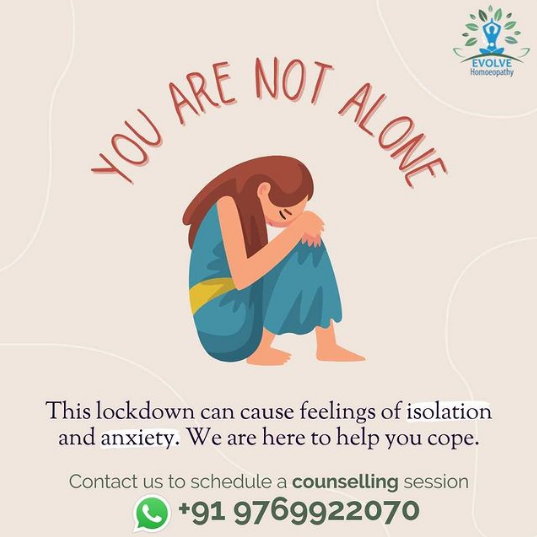 EVOLVE
Homoeopathy
YOU ARE NOT ALONE
This lockdown can cause feelings of isolation
and anxiety. We are here to help you cope.
Contact us to schedule a counselling session
+91 9769922070